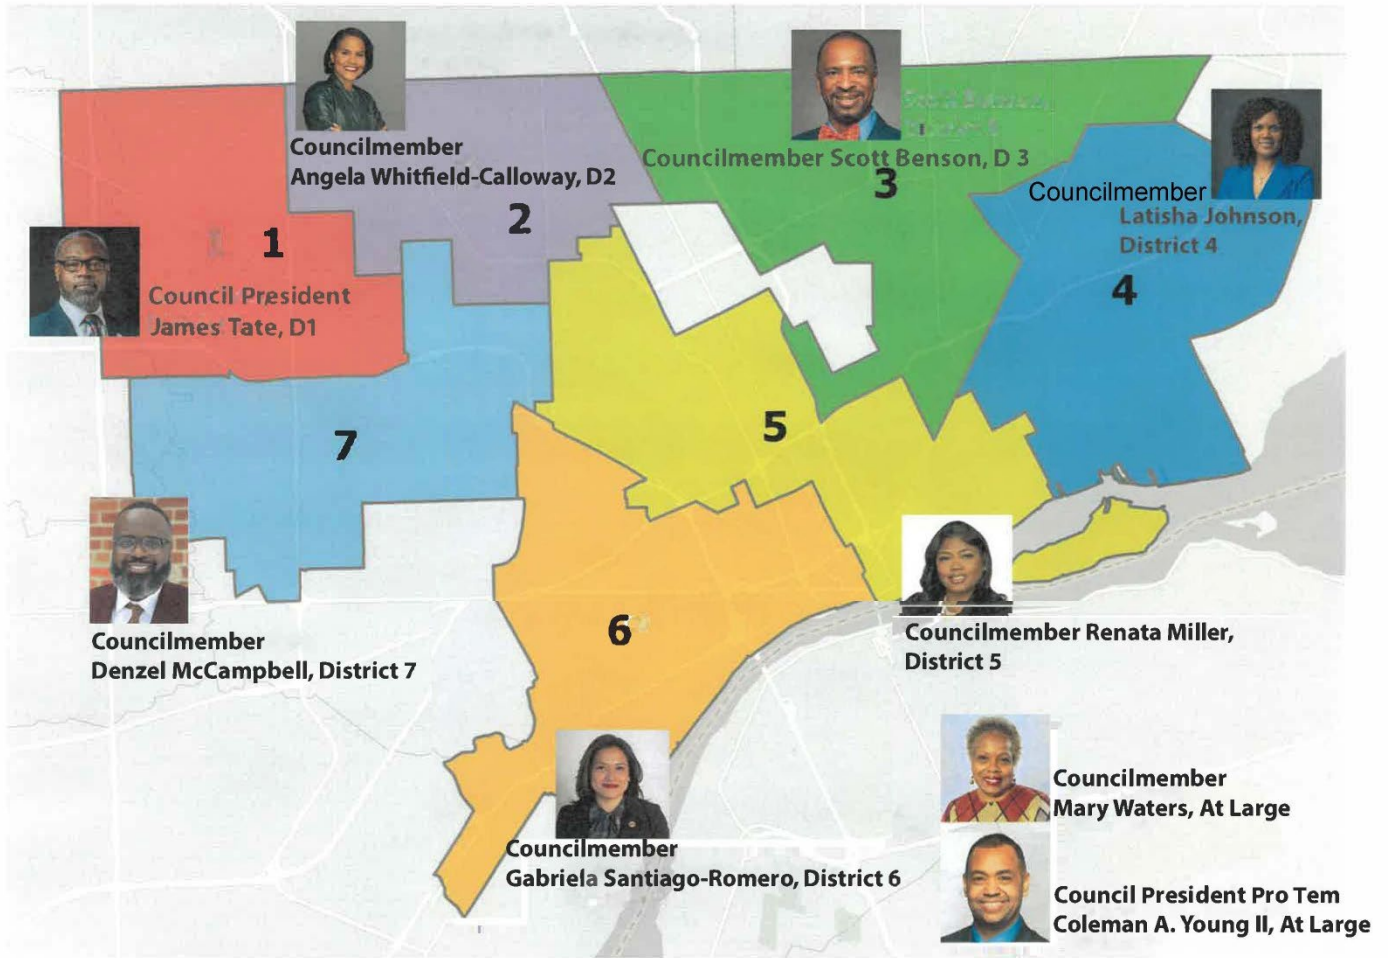 Councilmember
Angela Whitfield-Calloway, D2
Councilmember Scott Benson, D 3
3
Councilmember
Latisha Johnson,
District 4
2
1
4
Council President
James Tate, D1
5
7
6
Councilmember
Denzel McCampbell, District 7
Councilmember Renata Miller,
District 5
Councilmember
Mary Waters, At Large
Councilmember
Gabriela Santiago-Romero, District 6
Council President Pro Tem
Coleman A. Young II, At Large